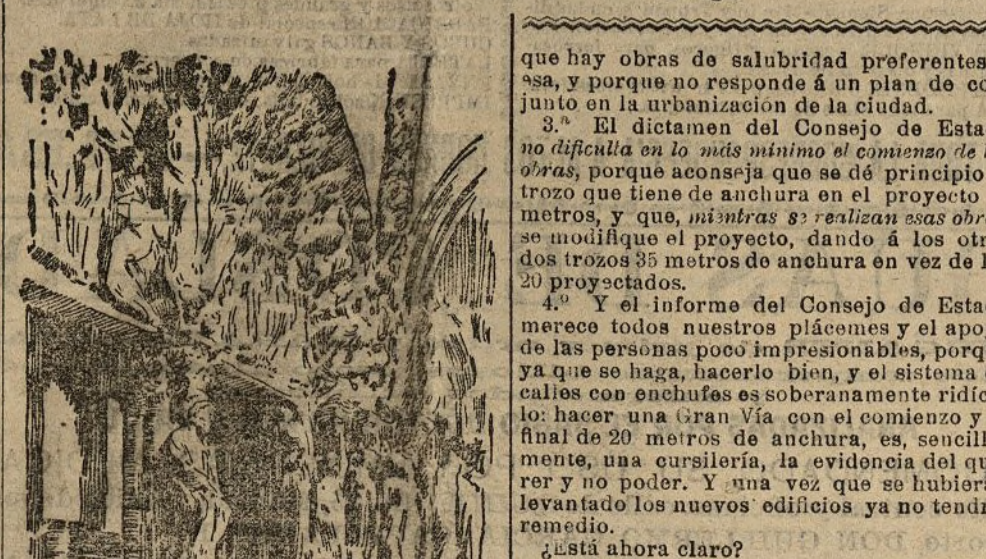 que hay obras de salubridad preferentes
esa, y porque no responde á un plan de co
junto en la urbanización de la ciudad.
3.ª El dictamen del Consejo de Esta
no dificulta en lo más mínimo el comienzo de l
obras, porque aconseja que se dé principio
trozo que tiene de anchura en el proyecto
metros, y que, mientras se realizan esas obr
se modifique el proyecto, dando á los otr
dos trozos 35 metros de anchura en vez de l
20 proyectados.
4.º Y el informe del Consejo de Esta
merece todos nuestros plácemes y el apo
de las personas poco impresionables, porq
ya que se haga, hacerlo bien, y el sistema
calles con enchufes es soberanamente ridíc
lo: hacer una Gran Vía con el comienzo y
final de 20 metros de anchura, es, sencill
mente, una cursilería, la evidencia del qu
rer y no poder. Y una vez que se hubier
levantado los nuevos edificios ya no tendr
remedio.
¿Está ahora claro?